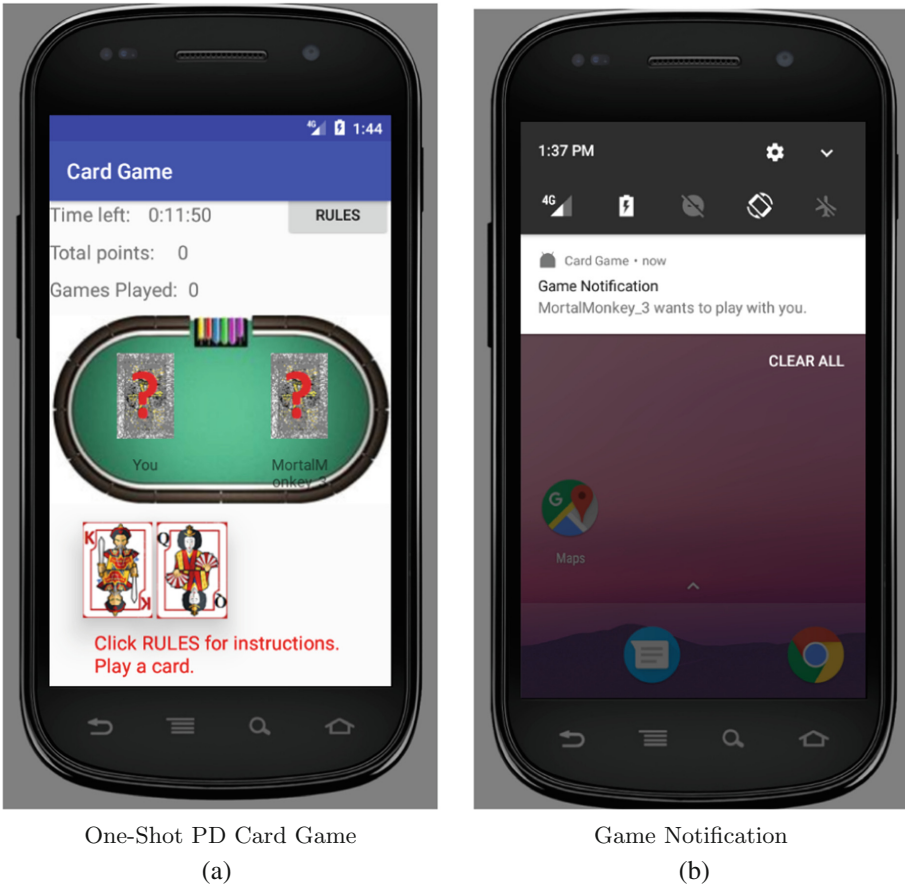 4G 1:44
Card Game
Time left: 0:11:50 RULES
Total points: 0
Games Played: 0
? ?
You MortalM
onkey_3
K Q
K Q
Click RULES for instructions.
Play a card.
One-Shot PD Card Game
(a)
1:37 PM
4G
Card Game • now
Game Notification
MortalMonkey_3 wants to play with you.
CLEAR ALL
G
Maps
Game Notification
(b)